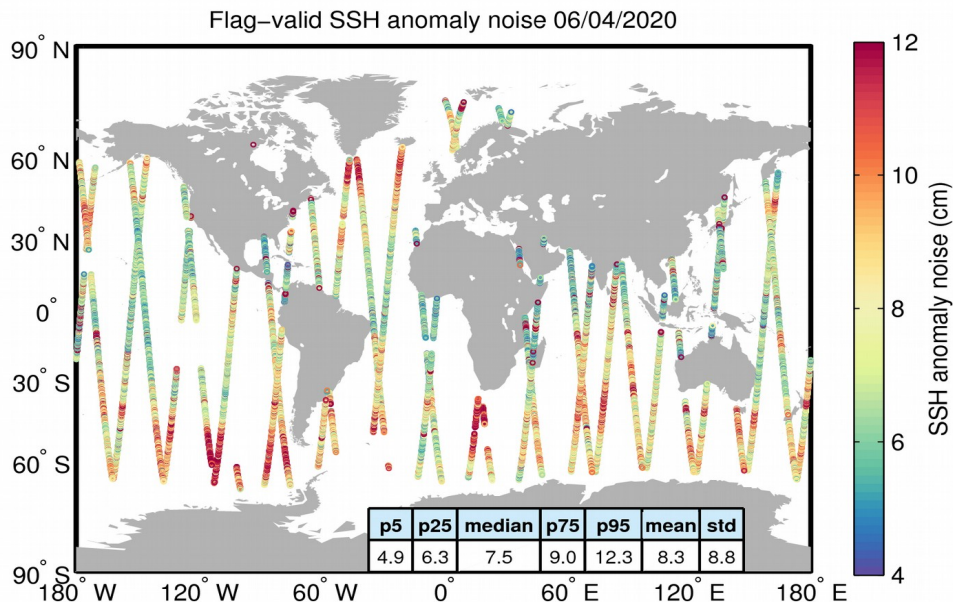 Flag−valid SSH anomaly noise 06/04/2020
90° N
60° N
30° N
0°
30° S
60° S
90° S
180° W
120° W
60° W
0°
60° E
120° E
180° E
p5 p25 median p75 p95 mean std
4.9 6.3 7.5 9.0 12.3 8.3 8.8
12
10
8
6
4
SSH anomaly noise (cm)